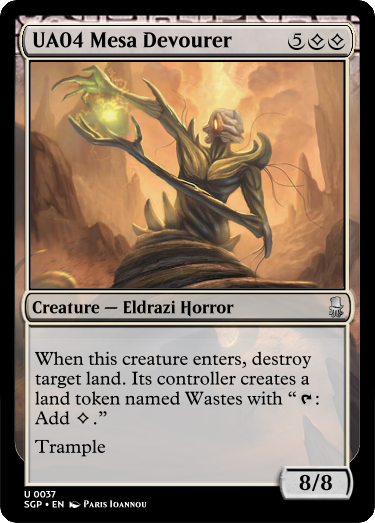 UA04 Mesa Devourer 5
Creature — Eldrazi Horror
When this creature enters, destroy
target land. Its controller creates a
land token named Wastes with “ :
Add .”
Trample
8/8
U 0037
SGP • EN Paris Ioannou